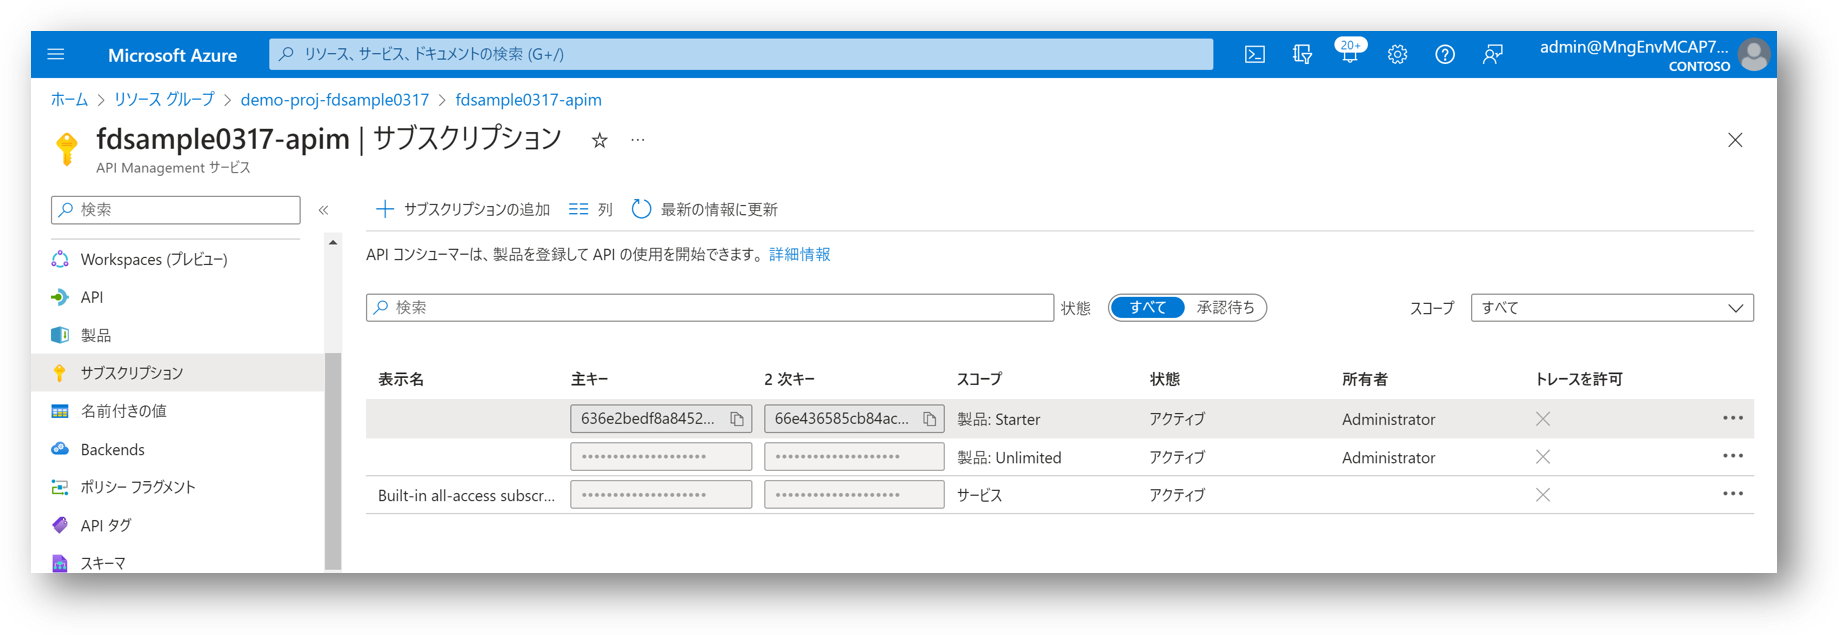 Microsoft Azure
リソース、サービス、ドキュメントの検索 (G+/)
20+
admin@MngEnvMCAP7...
CONTOSO
ホーム > リソース グループ > demo-proj-fdsample0317 > fdsample0317-apim
fdsample0317-apim | サブスクリプション
API Management サービス
検索
Workspaces (プレビュー)
API
製品
サブスクリプション
名前付きの値
Backends
ポリシー フラグメント
API タグ
スキーマ
サブスクリプションの追加 列 最新の情報に更新
API コンシューマーは、製品を登録して API の使用を開始できます。 詳細情報
検索 状態 すべて 承認待ち スコープ すべて
表示名 主キー 2 次キー スコープ 状態 所有者 トレースを許可
636e2bedf8a8452... 66e436585cb84ac... 製品: Starter アクティブ Administrator
製品: Unlimited アクティブ Administrator
Built-in all-access subscr... サービス アクティブ